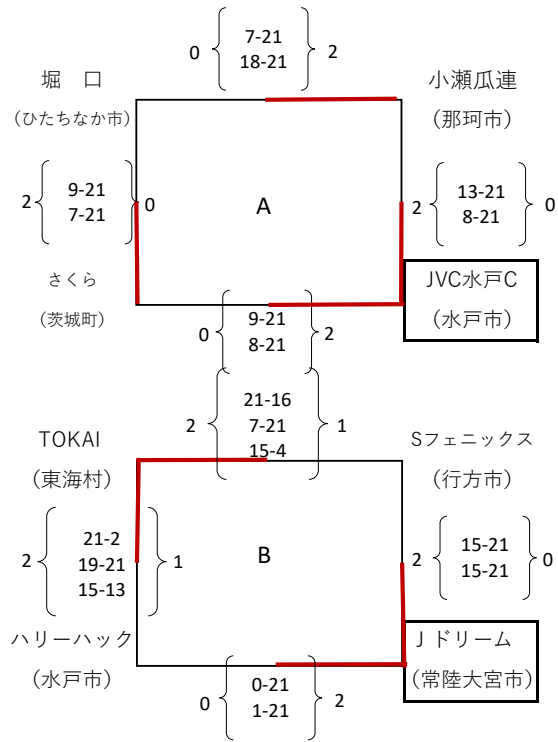 7-21
0 2
18-21
堀　口 小瀬瓜連
(ひたちなか市) (那珂市)
9-21 13-21
2 0 A 2 0
7-21 8-21
さくら JVC水戸C
(茨城町) (水戸市)
9-21
0 2
8-21
21-16
2 7-21 1
15-4
TOKAI Sフェニックス
(東海村) (行方市)
21-2 15-21
2 19-21 1 B 2 0
15-13 15-21
ハリーハック Jドリーム
(水戸市) (常陸大宮市)
0-21
0 2
1-21